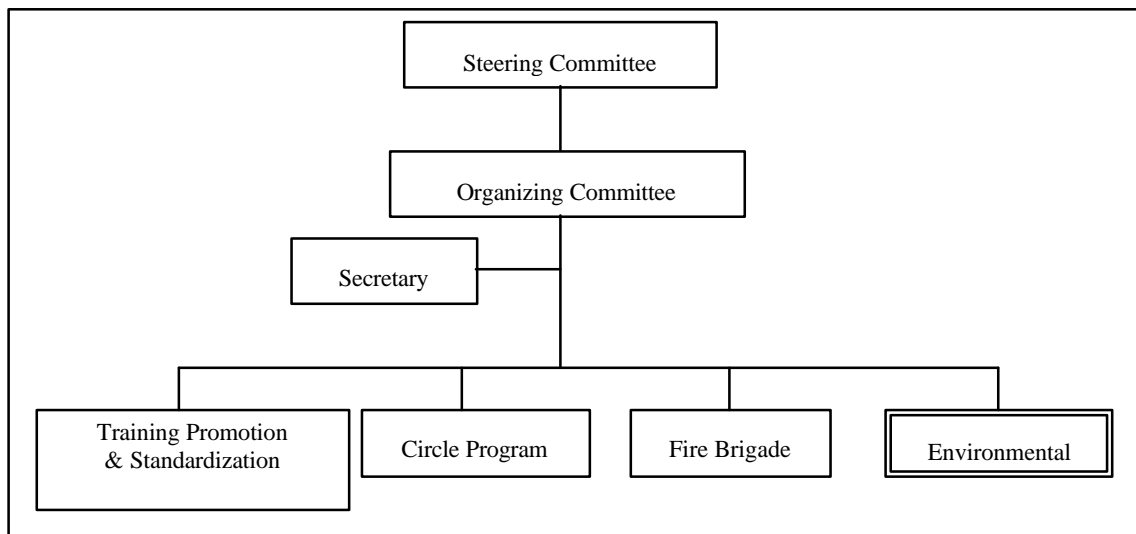 Steering Committee
Organizing Committee
Secretary
Training Promotion
& Standardization
Circle Program
Fire Brigade
Environmental